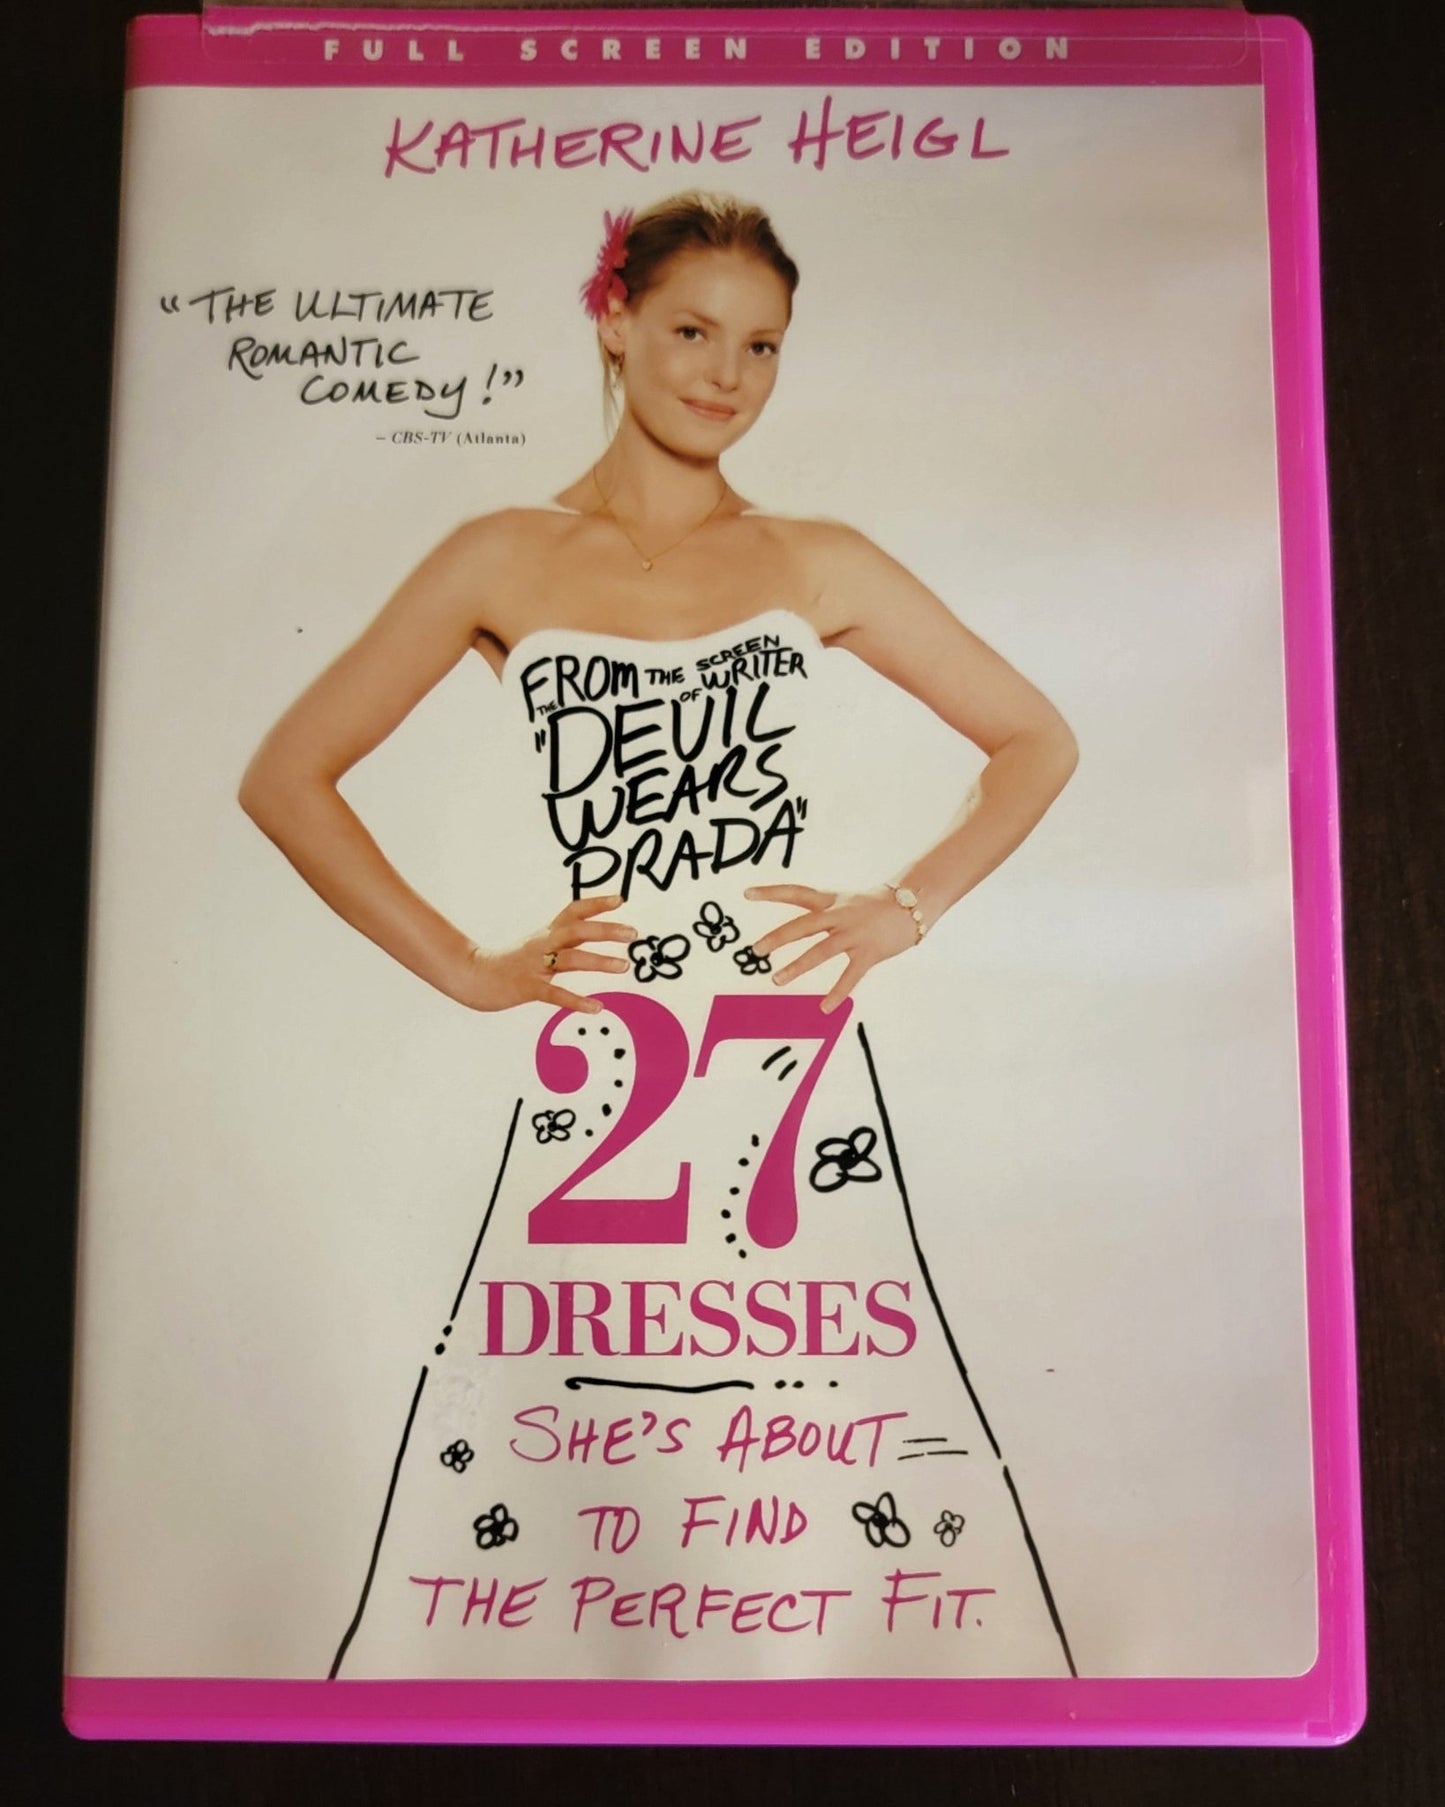 FULL SCREEN EDITION
KATHERINE HEIGL
"THE ULTIMATE
ROMANTIC
COMEDY!"
– CBS-TV (Atlanta)
FROM THE SCREEN
WRITER
OF
THE
"DEVIL
WEARS
PRADA"
27
DRESSES
SHE'S ABOUT
TO FIND
THE PERFECT FIT.